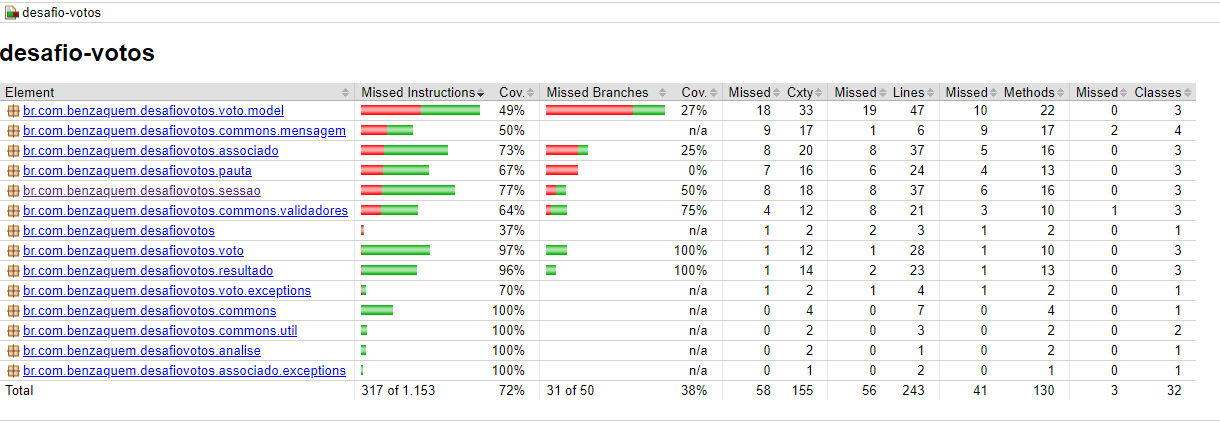 desafio-votos
desafio-votos
Element Missed Instructions Cov. Missed Branches Cov. Missed Cxty Missed Lines Missed Methods Missed Classes
br.com.benzaquem.desafiovotos.voto.model 49% 27% 18 33 19 47 10 22 0 3
br.com.benzaquem.desafiovotos.commons.mensagem 50% n/a 9 17 1 6 9 17 2 4
br.com.benzaquem.desafiovotos.associado 73% 25% 8 20 8 37 5 16 0 3
br.com.benzaquem.desafiovotos.pauta 67% 0% 7 16 6 24 4 13 0 3
br.com.benzaquem.desafiovotos.sessao 77% 50% 8 18 8 37 6 16 0 3
br.com.benzaquem.desafiovotos.commons.validadores 64% 75% 4 12 8 21 3 10 1 3
br.com.benzaquem.desafiovotos 37% n/a 1 2 2 3 1 2 0 1
br.com.benzaquem.desafiovotos.voto 97% 100% 1 12 1 28 1 10 0 3
br.com.benzaquem.desafiovotos.resultado 96% 100% 1 14 2 23 1 13 0 3
br.com.benzaquem.desafiovotos.voto.exceptions 70% n/a 1 2 1 4 1 2 0 1
br.com.benzaquem.desafiovotos.commons 100% n/a 0 4 0 7 0 4 0 1
br.com.benzaquem.desafiovotos.commons.util 100% n/a 0 2 0 3 0 2 0 2
br.com.benzaquem.desafiovotos.analise 100% n/a 0 2 0 1 0 2 0 1
br.com.benzaquem.desafiovotos.associado.exceptions 100% n/a 0 1 0 2 0 1 0 1
Total 317 of 1.153 72% 31 of 50 38% 58 155 56 243 41 130 3 32